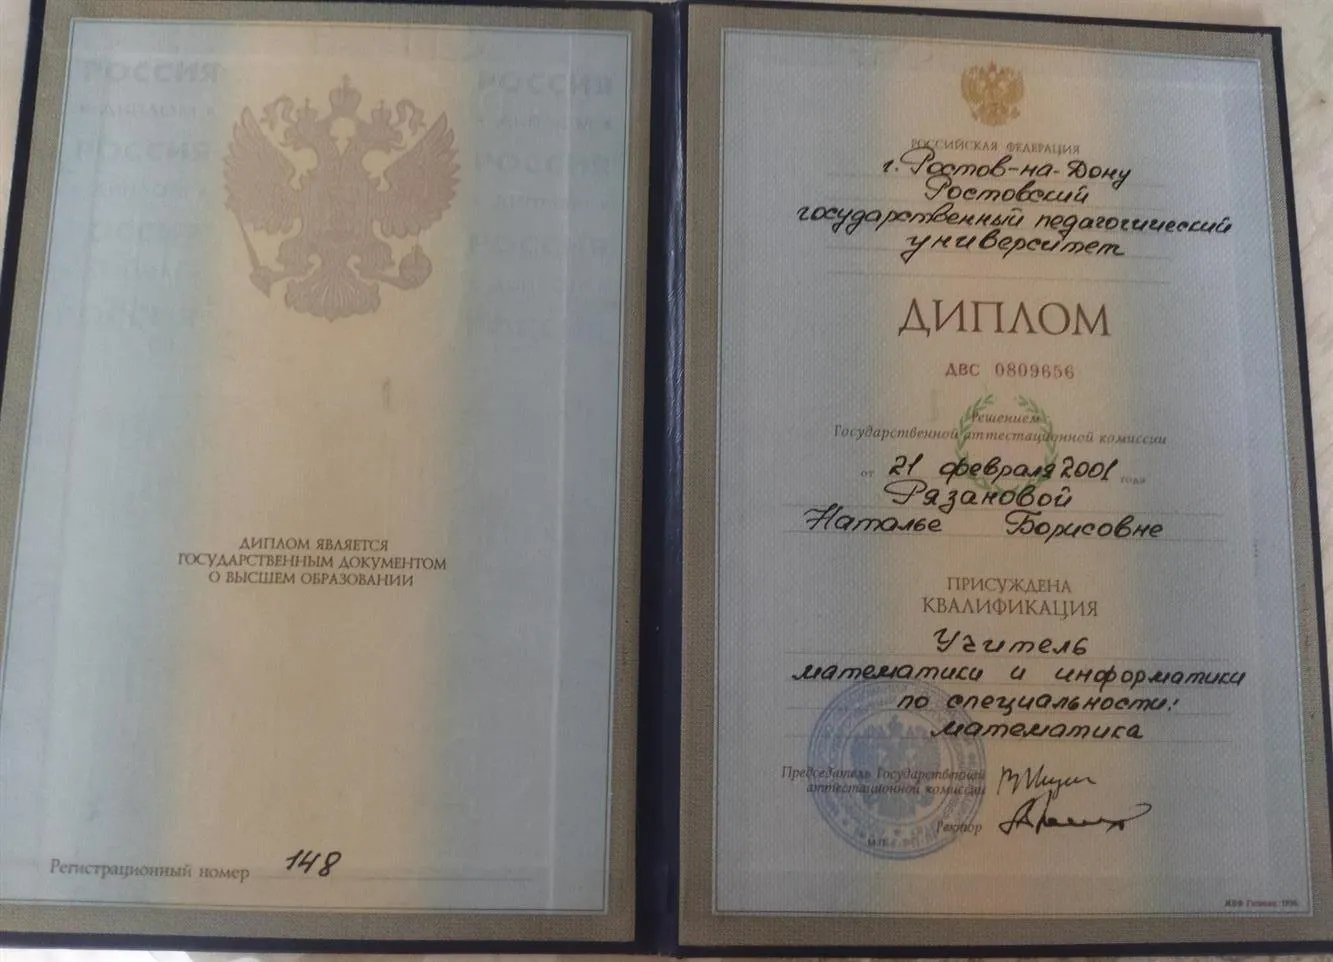 РОССИЯ
РОССИЯ
• ДИПЛОМ •
РОССИЯ
РОССИЯ
РОССИЯ
ДИПЛОМ ЯВЛЯЕТСЯ
ГОСУДАРСТВЕННЫМ ДОКУМЕНТОМ
О ВЫСШЕМ ОБРАЗОВАНИИ
Регистрационный номер 148
РОССИЙСКАЯ ФЕДЕРАЦИЯ
г. Ростов-на-Дону
Ростовский
государственный педагогический
университет
ДИПЛОМ
ДВС 0809656
Решением
Государственной аттестационной комиссии
от 21 февраля 2001 года
Рязановой
Наталье Борисовне
ПРИСУЖДЕНА
КВАЛИФИКАЦИЯ
Учитель
математики и информатики
по специальности:
математика
Председатель Государственной
аттестационной комиссии
Ректор